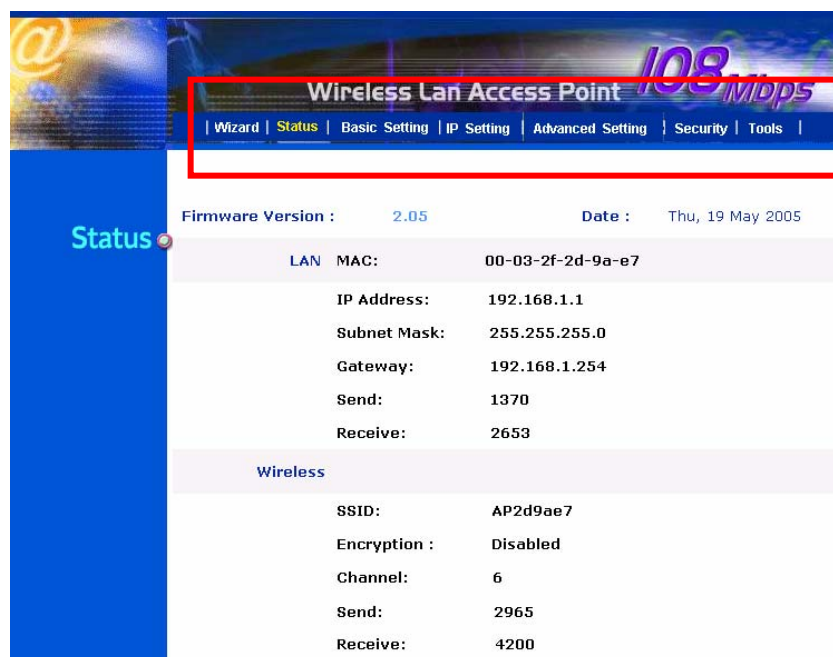 @
Wireless Lan Access Point 108Mbps
| Wizard | Status | Basic Setting | IP Setting | Advanced Setting | Security | Tools |
Status
Firmware Version : 2.05 Date : Thu, 19 May 2005
LAN MAC: 00-03-2f-2d-9a-e7
IP Address: 192.168.1.1
Subnet Mask: 255.255.255.0
Gateway: 192.168.1.254
Send: 1370
Receive: 2653
Wireless
SSID: AP2d9ae7
Encryption : Disabled
Channel: 6
Send: 2965
Receive: 4200